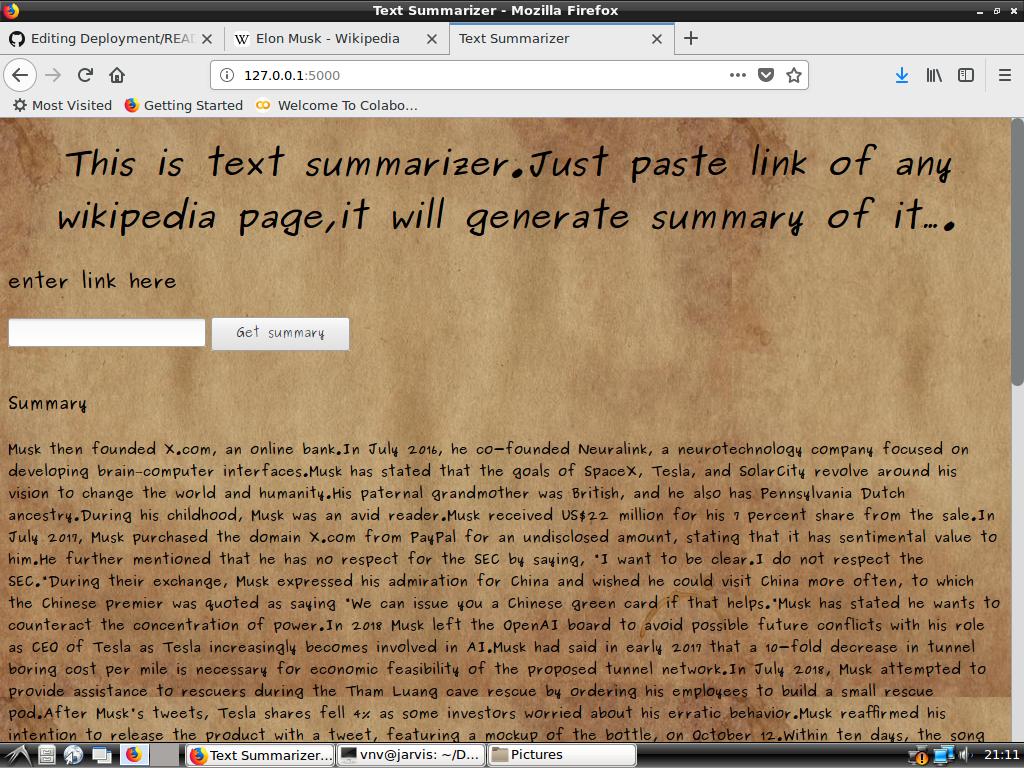 Text Summarizer - Mozilla Firefox
Editing Deployment/REA
W Elon Musk - Wikipedia
Text Summarizer
127.0.0.1:5000
Most Visited Getting Started Welcome To Colabo...
This is text summarizer.Just paste link of any
wikipedia page,it will generate summary of it....
enter link here
Get summary
Summary
Musk then founded X.com, an online bank.In July 2016, he co-founded Neuralink, a neurotechnology company focused on
developing brain-computer interfaces.Musk has stated that the goals of SpaceX, Tesla, and SolarCity revolve around his
vision to change the world and humanity.His paternal grandmother was British, and he also has Pennsylvania Dutch
ancestry.During his childhood, Musk was an avid reader.Musk received US$22 million for his 7 percent share from the sale.In
July 2017, Musk purchased the domain X.com from PayPal for an undisclosed amount, stating that it has sentimental value to
him.He further mentioned that he has no respect for the SEC by saying, "I want to be clear.I do not respect the
SEC."During their exchange, Musk expressed his admiration for China and wished he could visit China more often, to which
the Chinese premier was quoted as saying "We can issue you a Chinese green card if that helps."Musk has stated he wants to
counteract the concentration of power.In 2018 Musk left the OpenAI board to avoid possible future conflicts with his role
as CEO of Tesla as Tesla increasingly becomes involved in AI.Musk had said in early 2017 that a 10-fold decrease in tunnel
boring cost per mile is necessary for economic feasibility of the proposed tunnel network.In July 2018, Musk attempted to
provide assistance to rescuers during the Tham Luang cave rescue by ordering his employees to build a small rescue
pod.After Musk's tweets, Tesla shares fell 4% as some investors worried about his erratic behavior.Musk reaffirmed his
intention to release the product with a tweet, featuring a mockup of the bottle, on October 12.Within ten days, the song
Text Summarizer... vnv@jarvis: ~/D... Pictures 21:11